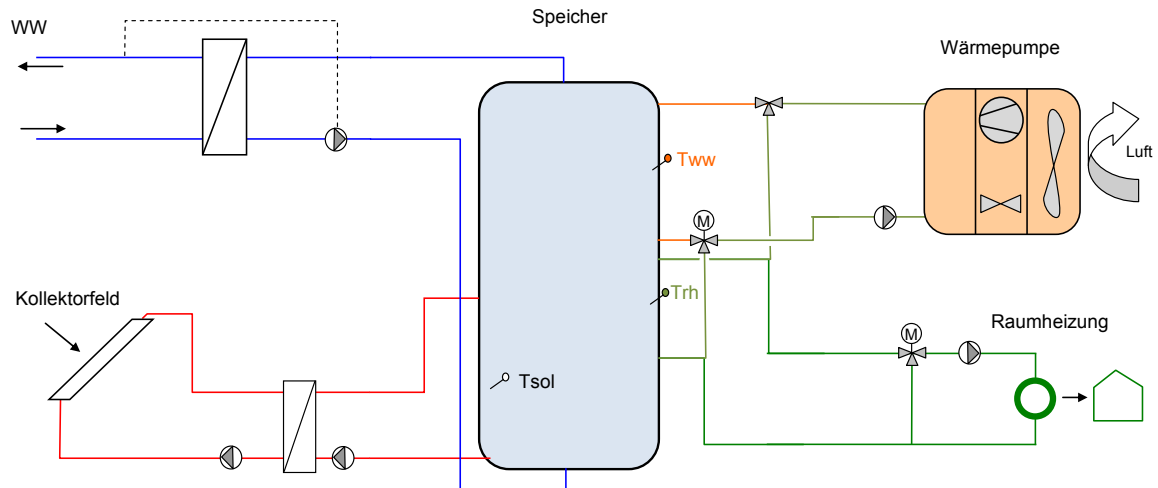 Speicher
WW
Wärmepumpe
Luft
Tww
M
Trh
Kollektorfeld
Raumheizung
M
Tsol